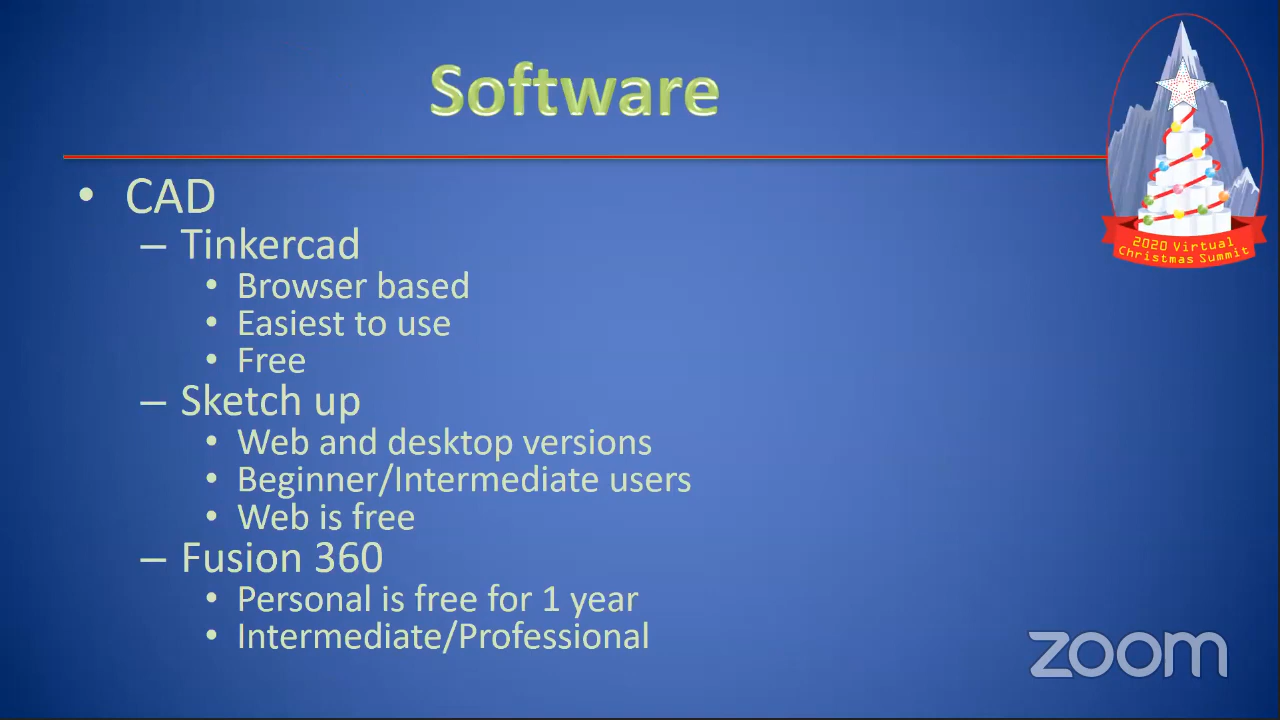 Software
• CAD
– Tinkercad
• Browser based
• Easiest to use
• Free
– Sketch up
• Web and desktop versions
• Beginner/Intermediate users
• Web is free
– Fusion 360
• Personal is free for 1 year
• Intermediate/Professional
2020 Virtual
Christmas Summit
zoom